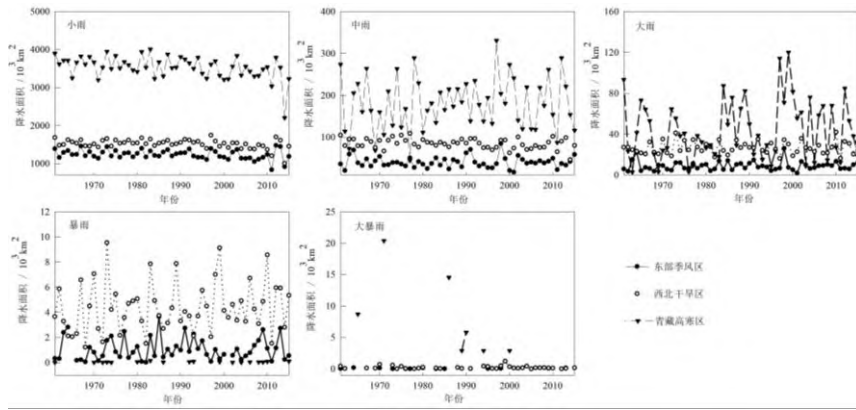 小雨
5000
4000
3000
2000
1000
降水面积 / 10³ km²
1970 1980 1990 2000 2010
年份
中雨
400
300
200
100
0
降水面积 / 10³ km²
1970 1980 1990 2000 2010
年份
大雨
160
120
80
40
0
降水面积 / 10³ km²
1970 1980 1990 2000 2010
年份
暴雨
12
10
8
6
4
2
0
降水面积 / 10³ km²
1970 1980 1990 2000 2010
年份
大暴雨
25
20
15
10
5
0
降水面积 / 10³ km²
1970 1980 1990 2000 2010
年份
东部季风区
西北干旱区
青藏高寒区